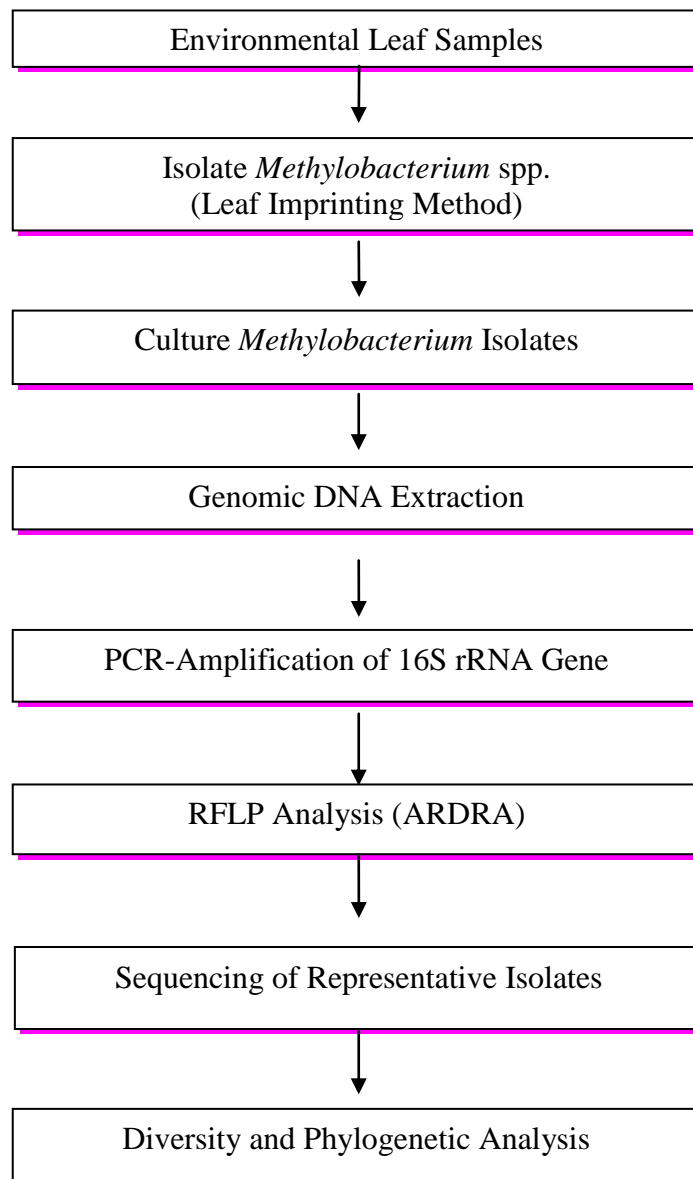 Environmental Leaf Samples
Isolate Methylobacterium spp.
(Leaf Imprinting Method)
Culture Methylobacterium Isolates
Genomic DNA Extraction
PCR-Amplification of 16S rRNA Gene
RFLP Analysis (ARDRA)
Sequencing of Representative Isolates
Diversity and Phylogenetic Analysis